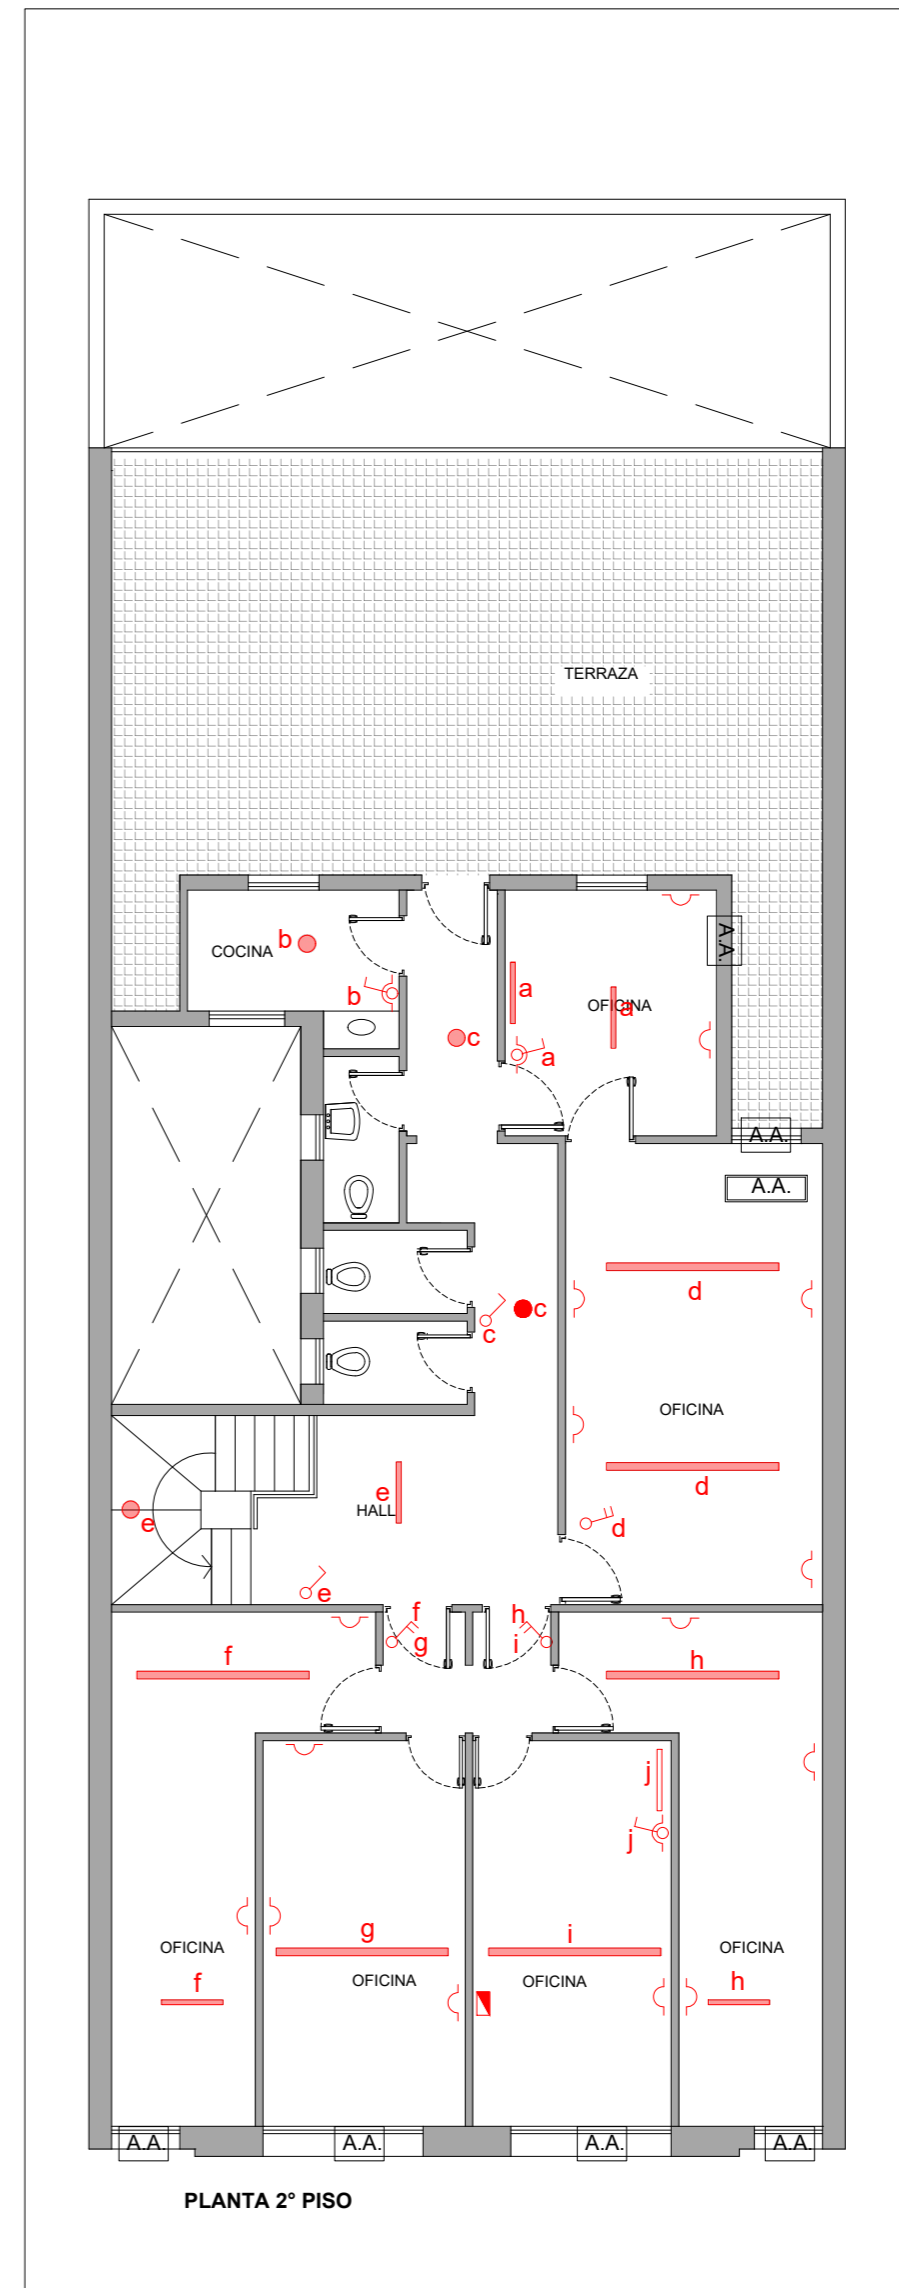 TERRAZA
b
COCINA
A.A.
b
a
OFICINA
a
c
a
A.A.
A.A.
d
c
c
OFICINA
d
e
HALL
e
d
e
f
g
h
i
f
h
j
j
OFICINA
g
i
OFICINA
OFICINA
OFICINA
f
h
A.A.
A.A.
A.A.
A.A.
PLANTA 2° PISO